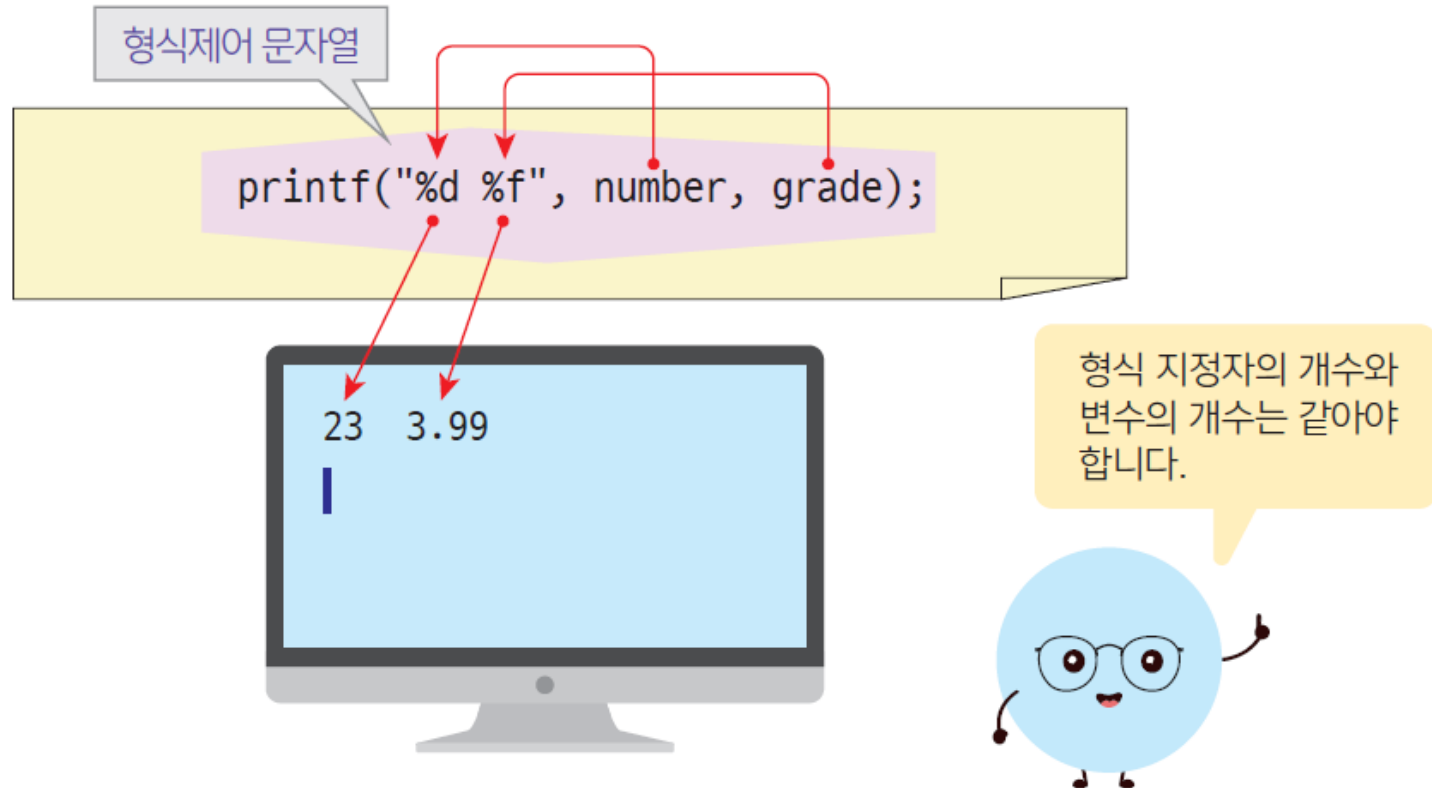 형식제어 문자열
printf("%d %f", number, grade);
23 3.99
형식 지정자의 개수와
변수의 개수는 같아야
합니다.